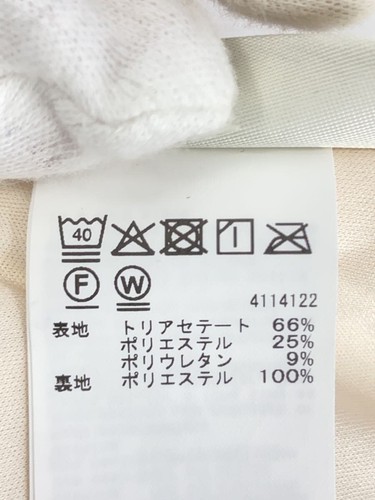 40
F W 4114122
表地 トリアセテート 66%
ポリエステル 25%
ポリウレタン 9%
裏地 ポリエステル 100%